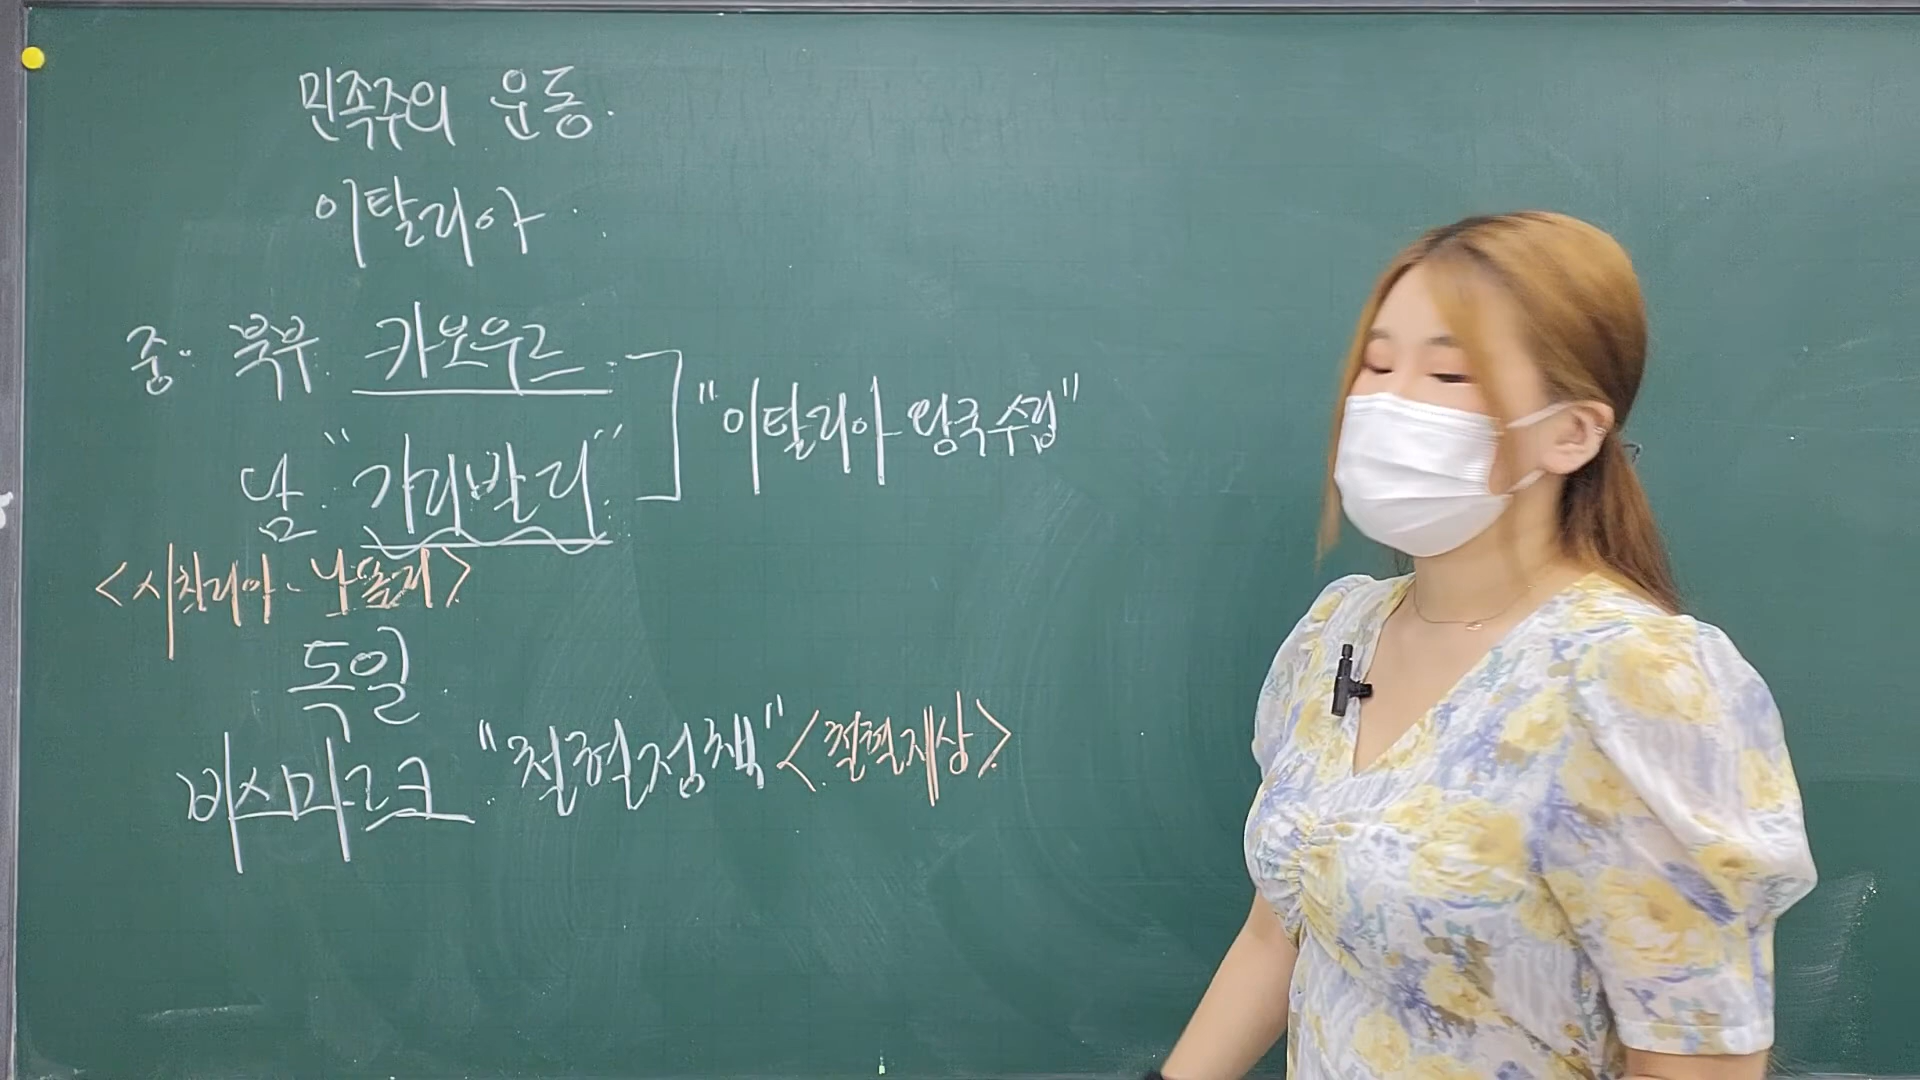 민족주의 운동.
이탈리아.
중·북부 카보우르
"이탈리아 왕국수립"
남 "가리발디"
<시칠리아·나폴리>
독일
비스마르크 "철혈정책" <철혈재상>